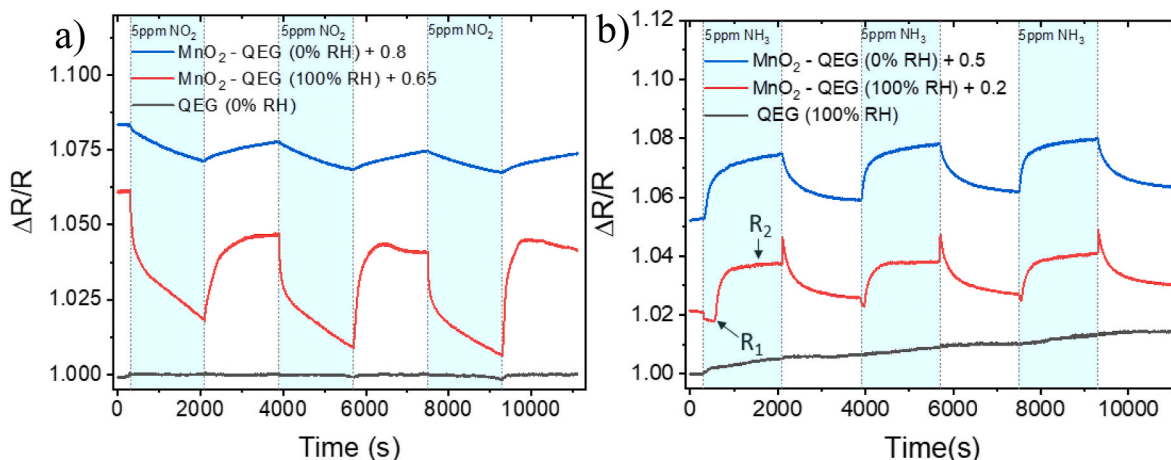 a)
5ppm NO₂ 5ppm NO₂ 5ppm NO₂
MnO₂ - QEG (0% RH) + 0.8
MnO₂ - QEG (100% RH) + 0.65
QEG (0% RH)
1.100
1.075
1.050
1.025
1.000
ΔR/R
0 2000 4000 6000 8000 10000
Time (s)
b)
5ppm NH₃ 5ppm NH₃ 5ppm NH₃
MnO₂ - QEG (0% RH) + 0.5
MnO₂ - QEG (100% RH) + 0.2
QEG (100% RH)
1.12
1.10
1.08
1.06
1.04
1.02
1.00
ΔR/R
R₂
R₁
0 2000 4000 6000 8000 10000
Time(s)